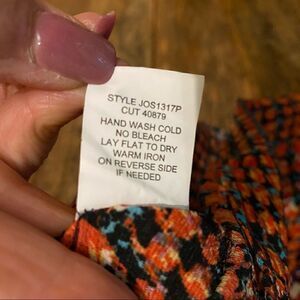 STYLE JOS1317P
CUT 40879
HAND WASH COLD
NO BLEACH
LAY FLAT TO DRY
WARM IRON
ON REVERSE SIDE
IF NEEDED